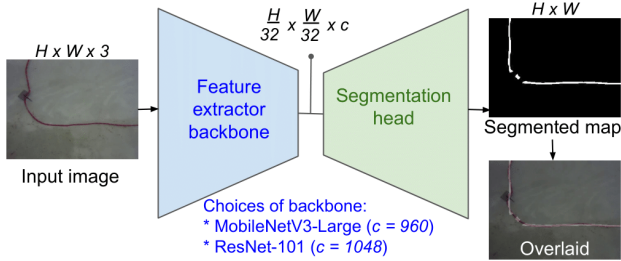 H x W x 3
Input image
Feature
extractor
backbone
H/32 x W/32 x c
Segmentation
head
Choices of backbone:
* MobileNetV3-Large (c = 960)
* ResNet-101 (c = 1048)
H x W
Segmented map
Overlaid